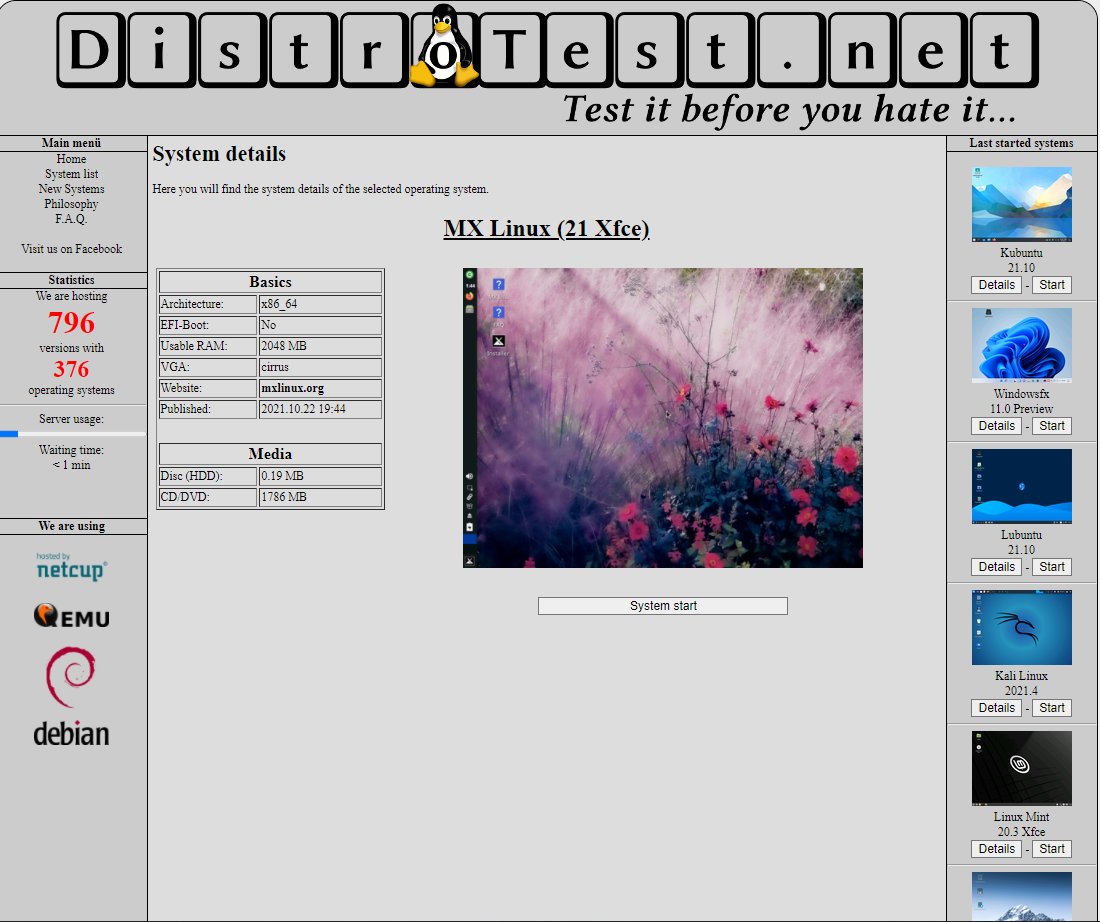 DistroTest.net
Test it before you hate it...
Main menü
Home
System list
New Systems
Philosophy
F.A.Q.
Visit us on Facebook
Statistics
We are hosting
796
versions with
376
operating systems
Server usage:
Waiting time:
< 1 min
We are using
hosted by
netcup
QEMU
debian
System details
Here you will find the system details of the selected operating system.
MX Linux (21 Xfce)
Basics
Architecture: x86_64
EFI-Boot: No
Usable RAM: 2048 MB
VGA: cirrus
Website: mxlinux.org
Published: 2021.10.22 19:44
Media
Disc (HDD): 0.19 MB
CD/DVD: 1786 MB
1:44
FAQ
Installer
System start
Last started systems
Kubuntu
21.10
Details - Start
Windowsfx
11.0 Preview
Details - Start
Lubuntu
21.10
Details - Start
Kali Linux
2021.4
Details - Start
Linux Mint
20.3 Xfce
Details - Start